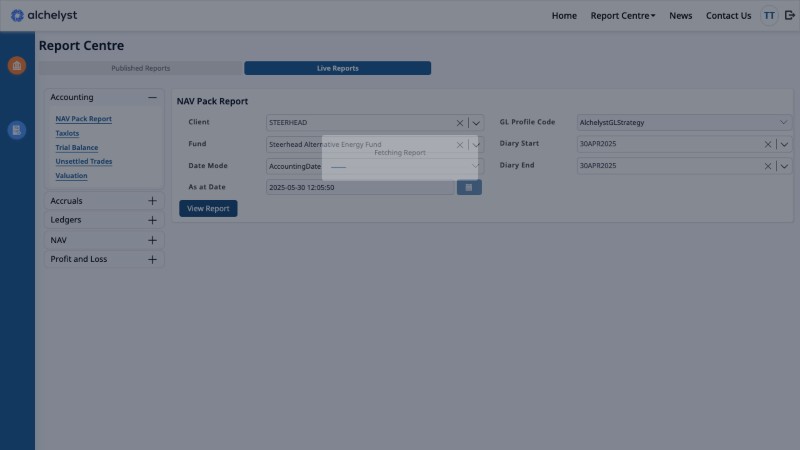 alchelyst
Home Report Centre News Contact Us TT
Report Centre
Published Reports Live Reports
Accounting
NAV Pack Report
Taxlots
Trial Balance
Unsettled Trades
Valuation
Accruals
Ledgers
NAV
Profit and Loss
NAV Pack Report
Client STEERHEAD GL Profile Code AlchelystGLStrategy
Fund Steerhead Alternative Energy Fund Diary Start 30APR2025
Fetching Report
Date Mode AccountingDate Diary End 30APR2025
As at Date 2025-05-30 12:05:50
View Report